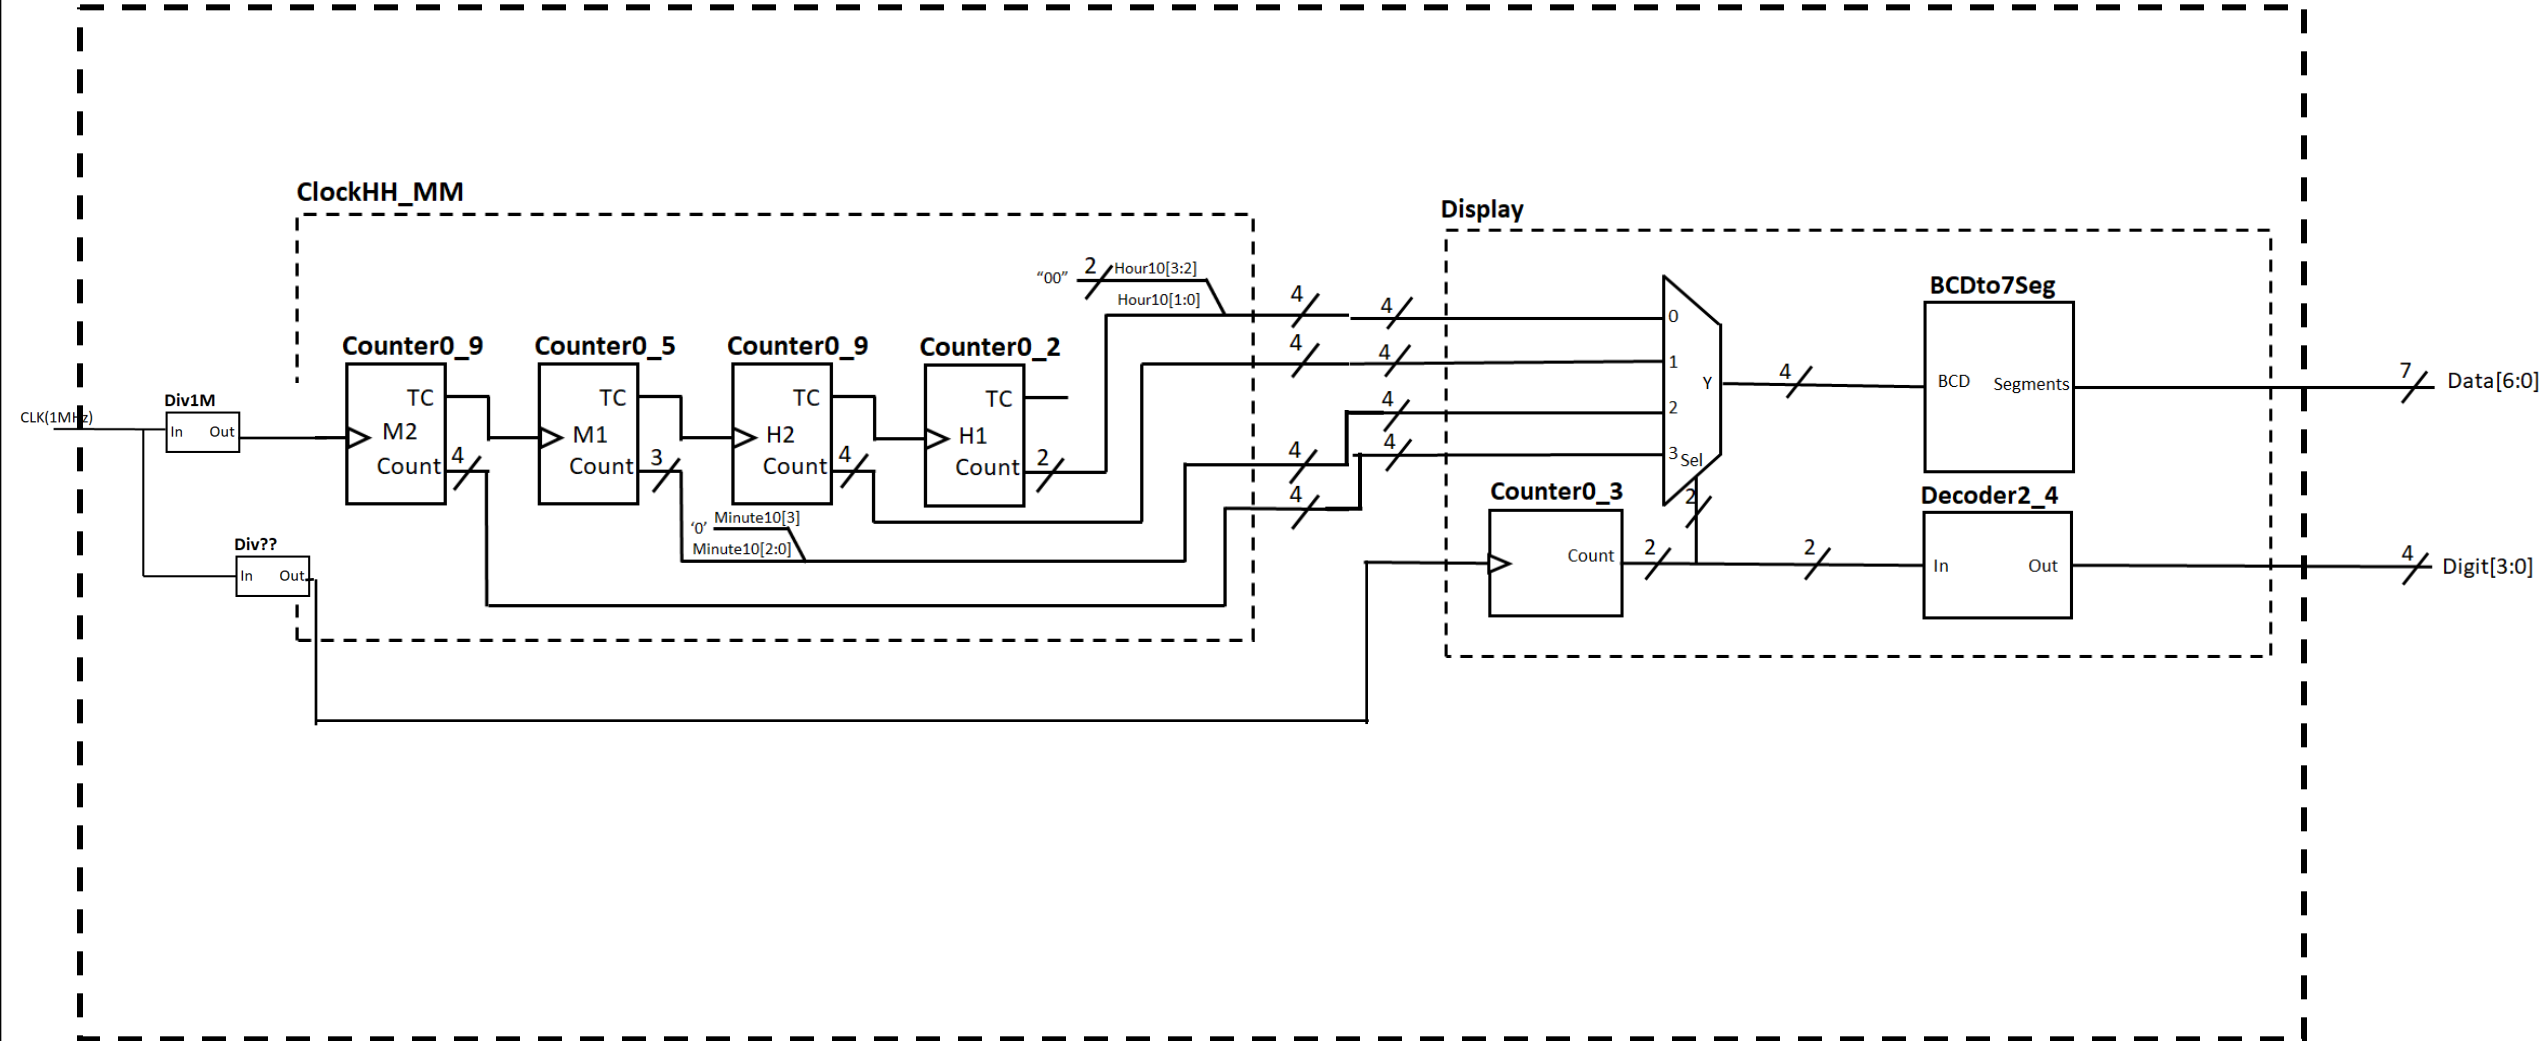 ClockHH_MM
Display
"00"
2
Hour10[3:2]
Hour10[1:0]
4
4
4
4
4
4
4
4
Counter0_9
TC
M2
Count
4
Counter0_5
TC
M1
Count
3
Counter0_9
TC
H2
Count
4
Counter0_2
TC
H1
Count
2
'0'
Minute10[3]
Minute10[2:0]
CLK(1MHz)
Div1M
In
Out
Div??
In
Out
0
1
2
3
Sel
Y
2
4
BCDto7Seg
BCD
Segments
7
Data[6:0]
Counter0_3
Count
2
2
Decoder2_4
In
Out
4
Digit[3:0]